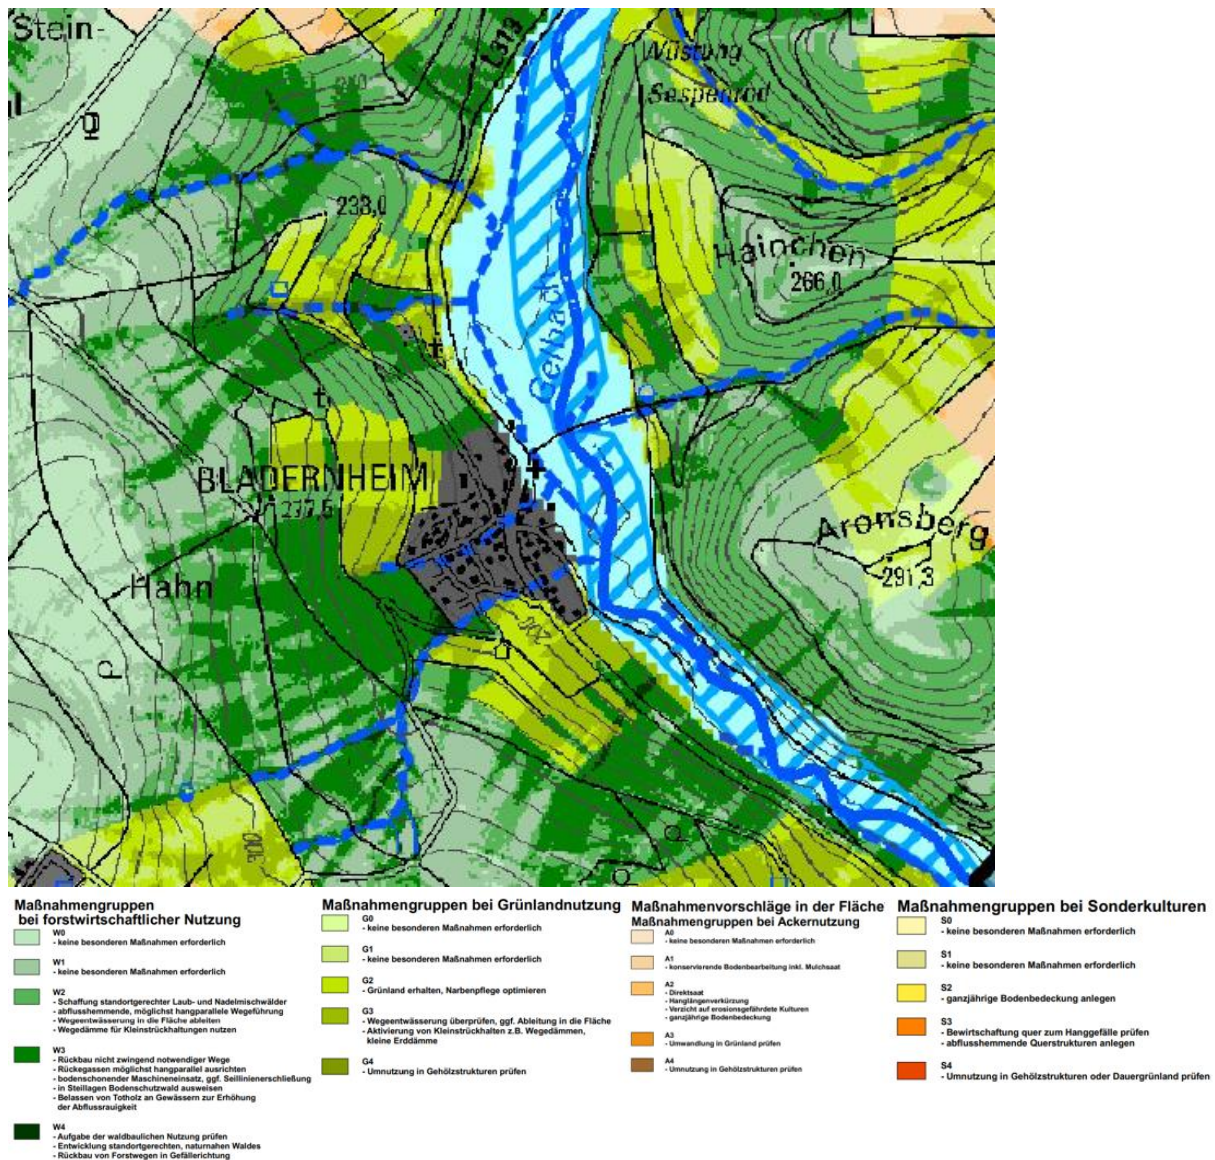 Stein-
L313
Wüstung
Sespenrod
233,0
Hainchen
266,0
Gelbach
BLADERNHEIM
277,5
Aronsberg
291,3
Hahn
200
300
Maßnahmengruppen
bei forstwirtschaftlicher Nutzung
W0
- keine besonderen Maßnahmen erforderlich
W1
- keine besonderen Maßnahmen erforderlich
W2
- Schaffung standortgerechter Laub- und Nadelmischwälder
- abflusshemmende, möglichst hangparallele Wegeführung
- Wegeentwässerung in die Fläche ableiten
- Wegedämme für Kleinstrückhaltungen nutzen
W3
- Rückbau nicht zwingend notwendiger Wege
- Rückegassen möglichst hangparallel ausrichten
- bodenschonender Maschineneinsatz, ggf. Seillinienerschließung
- in Steillagen Bodenschutzwald ausweisen
- Belassen von Totholz an Gewässern zur Erhöhung
der Abflussrauigkeit
W4
- Aufgabe der waldbaulichen Nutzung prüfen
- Entwicklung standortgerechten, naturnahen Waldes
- Rückbau von Forstwegen in Gefällerichtung
Maßnahmengruppen bei Grünlandnutzung
G0
- keine besonderen Maßnahmen erforderlich
G1
- keine besonderen Maßnahmen erforderlich
G2
- Grünland erhalten, Narbenpflege optimieren
G3
- Wegeentwässerung überprüfen, ggf. Ableitung in die Fläche
- Aktivierung von Kleinstrückhalten z.B. Wegedämmen,
kleine Erddämme
G4
- Umnutzung in Gehölzstrukturen prüfen
Maßnahmenvorschläge in der Fläche
Maßnahmengruppen bei Ackernutzung
A0
- keine besonderen Maßnahmen erforderlich
A1
- konservierende Bodenbearbeitung inkl. Mulchsaat
A2
- Direktsaat
- Hanglängenverkürzung
- Verzicht auf erosionsgefährdete Kulturen
- ganzjährige Bodenbedeckung
A3
- Umwandlung in Grünland prüfen
A4
- Umnutzung in Gehölzstrukturen prüfen
Maßnahmengruppen bei Sonderkulturen
S0
- keine besonderen Maßnahmen erforderlich
S1
- keine besonderen Maßnahmen erforderlich
S2
- ganzjährige Bodenbedeckung anlegen
S3
- Bewirtschaftung quer zum Hanggefälle prüfen
- abflusshemmende Querstrukturen anlegen
S4
- Umnutzung in Gehölzstrukturen oder Dauergrünland prüfen